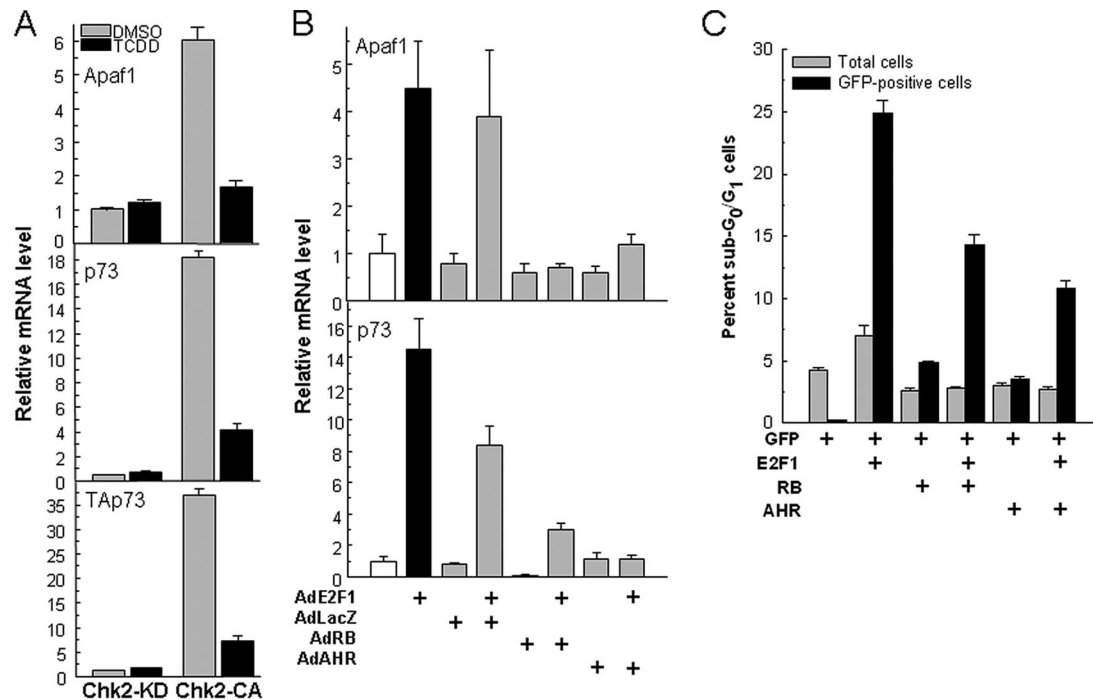 A
DMSO
TCDD
Apaf1
6
5
4
3
2
1
0
p73
18
16
14
12
10
8
6
4
2
0
TAp73
35
30
25
20
15
10
5
0
Relative mRNA level
Chk2-KD Chk2-CA
B
Apaf1
5
4
3
2
1
0
p73
16
14
12
10
8
6
4
2
0
Relative mRNA level
AdE2F1 + + + +
AdLacZ + +
AdRB + +
AdAHR + +
C
Total cells
GFP-positive cells
30
25
20
15
10
5
0
Percent sub-G0/G1 cells
GFP + + + + + +
E2F1 + + +
RB + +
AHR + +